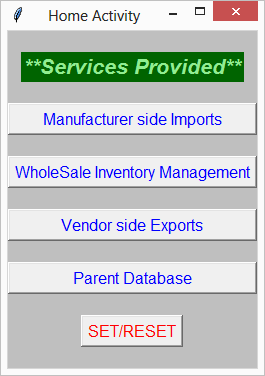 Home Activity
**Services Provided**
Manufacturer side Imports
WholeSale Inventory Management
Vendor side Exports
Parent Database
SET/RESET